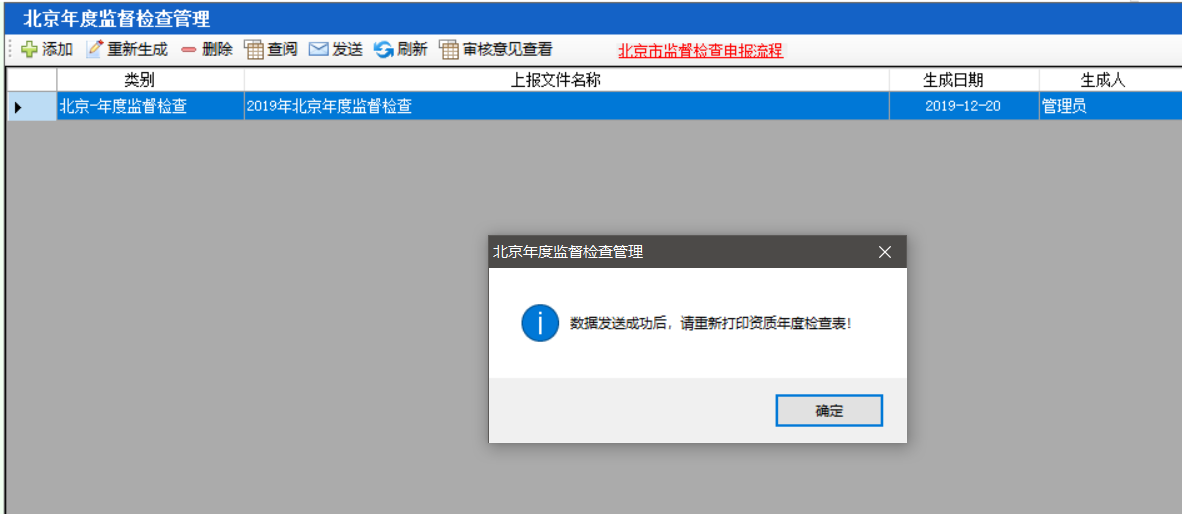 北京年度监督检查管理
添加 重新生成 删除 查阅 发送 刷新 审核意见查看 北京市监督检查申报流程
类别 上报文件名称 生成日期 生成人
北京-年度监督检查 2019年北京年度监督检查 2019-12-20 管理员
北京年度监督检查管理
数据发送成功后，请重新打印资质年度检查表!
确定